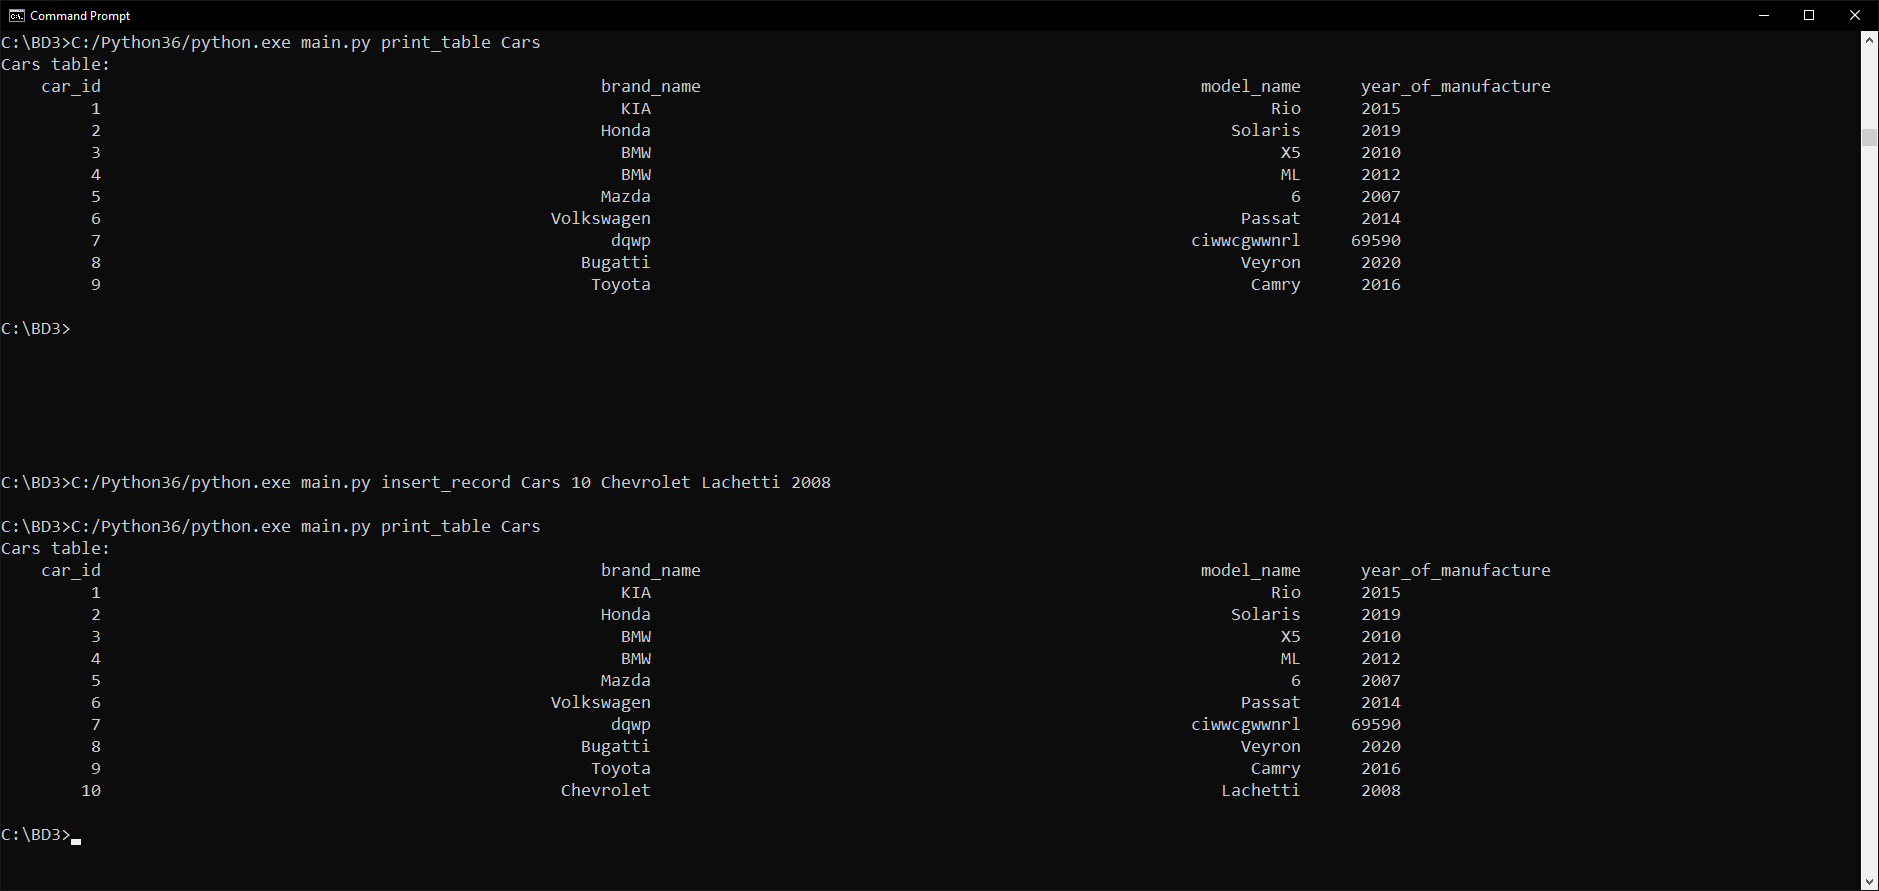 Command Prompt
C:\BD3>C:/Python36/python.exe main.py print_table Cars
Cars table:
car_id brand_name model_name year_of_manufacture
1 KIA Rio 2015
2 Honda Solaris 2019
3 BMW X5 2010
4 BMW ML 2012
5 Mazda 6 2007
6 Volkswagen Passat 2014
7 dqwp ciwwcgwwnrl 69590
8 Bugatti Veyron 2020
9 Toyota Camry 2016
C:\BD3>
C:\BD3>C:/Python36/python.exe main.py insert_record Cars 10 Chevrolet Lachetti 2008
C:\BD3>C:/Python36/python.exe main.py print_table Cars
Cars table:
car_id brand_name model_name year_of_manufacture
1 KIA Rio 2015
2 Honda Solaris 2019
3 BMW X5 2010
4 BMW ML 2012
5 Mazda 6 2007
6 Volkswagen Passat 2014
7 dqwp ciwwcgwwnrl 69590
8 Bugatti Veyron 2020
9 Toyota Camry 2016
10 Chevrolet Lachetti 2008
C:\BD3>